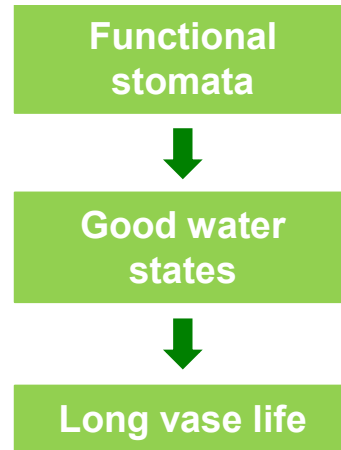 Functional
stomata
Good water
states
Long vase life